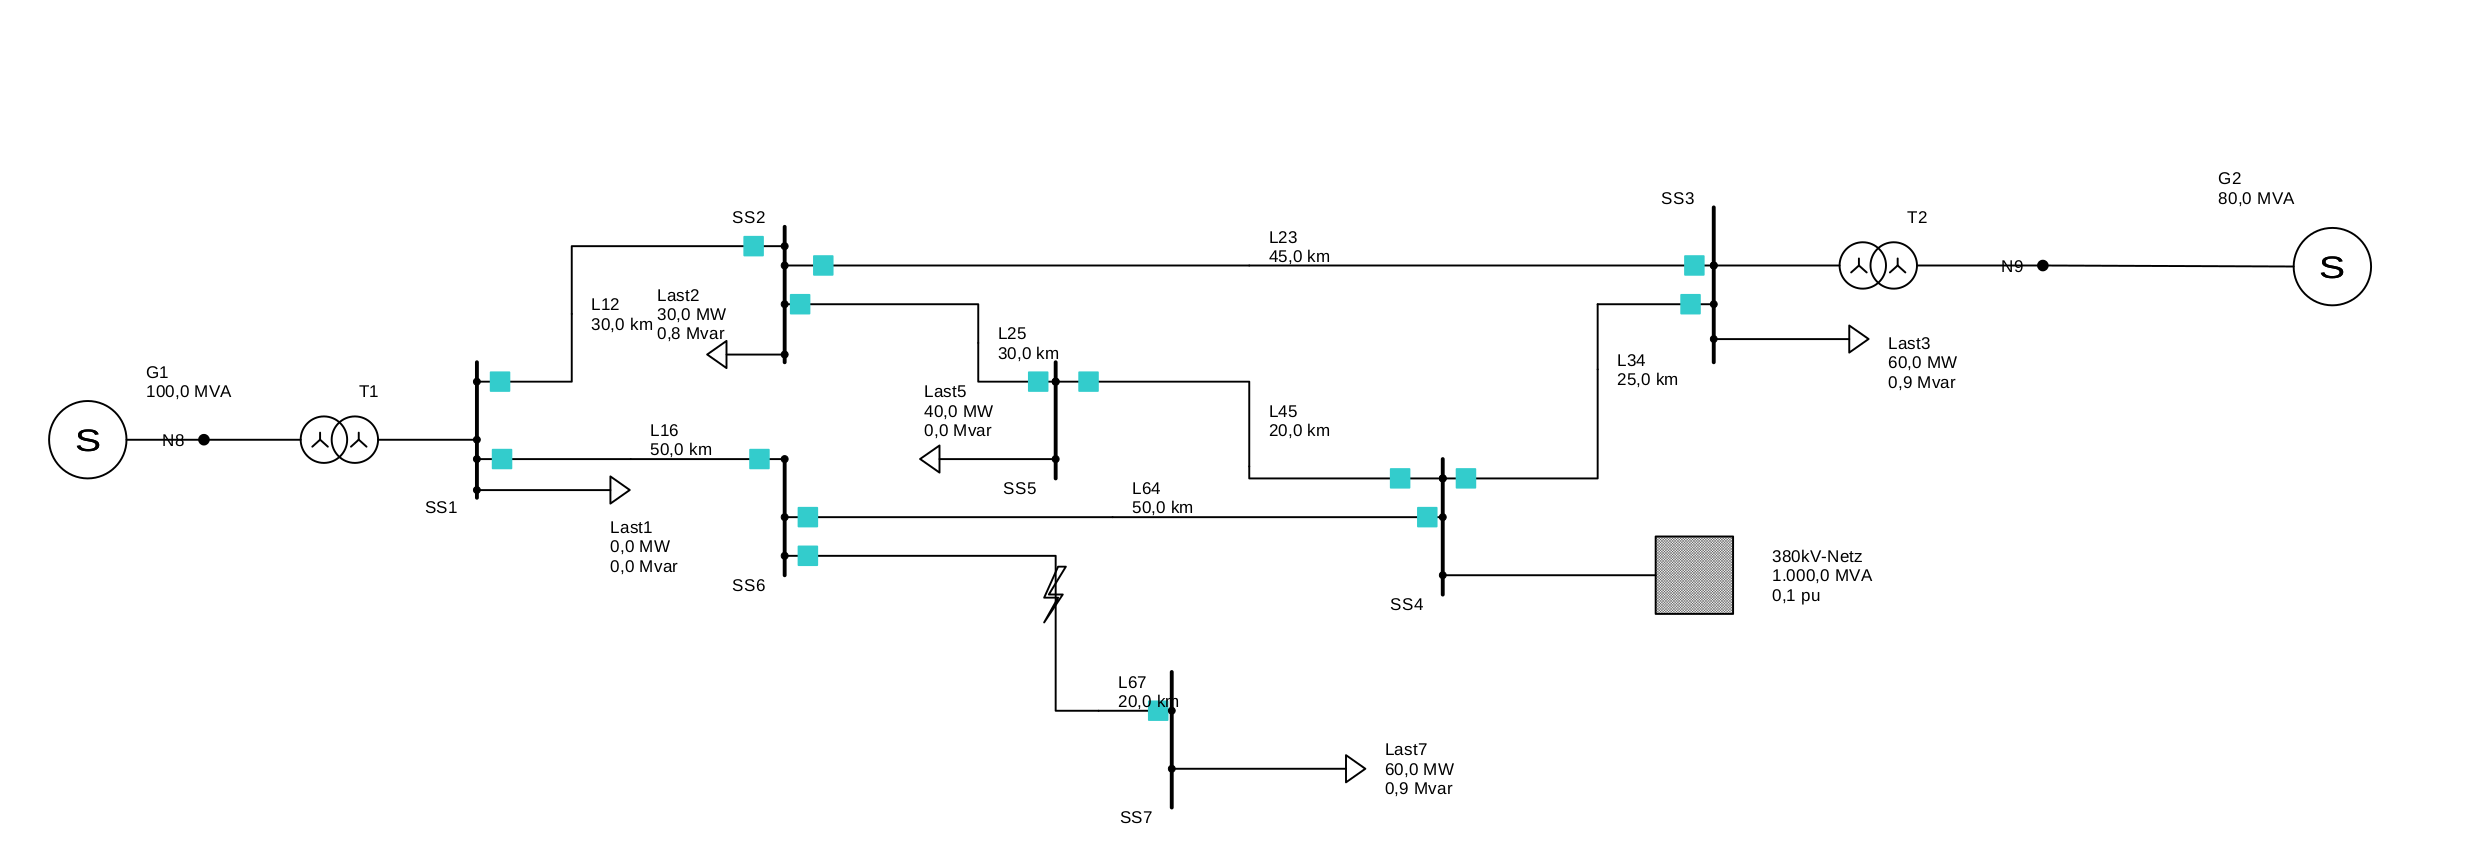 G2
80,0 MVA
SS3
SS2
T2
L23
45,0 km
S
N9
Last2
30,0 MW
0,8 Mvar
L12
30,0 km
L25
30,0 km
Last3
60,0 MW
0,9 Mvar
L34
25,0 km
G1
100,0 MVA
T1
Last5
40,0 MW
0,0 Mvar
L45
20,0 km
S
N8
L16
50,0 km
SS5
L64
50,0 km
SS1
Last1
0,0 MW
0,0 Mvar
380kV-Netz
1.000,0 MVA
0,1 pu
SS6
SS4
L67
20,0 km
Last7
60,0 MW
0,9 Mvar
SS7